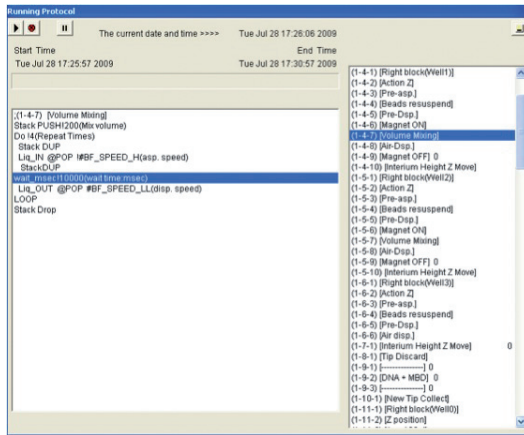 Running Protocol
The current date and time >>>> Tue Jul 28 17:26:06 2009
Start Time End Time
Tue Jul 28 17:25:57 2009 Tue Jul 28 17:30:57 2009
;(1-4-7) [Volume Mixing]
Stack PUSH!200(Mix volume)
Do !4(Repeat Times)
Stack DUP
Liq_IN @POP !#BF_SPEED_H(asp. speed)
StackDUP
wait_msec!10000(wait time:msec)
Liq_OUT @POP !#BF_SPEED_LL(disp. speed)
LOOP
Stack Drop
(1-4-1) [Right block(Well1)]
(1-4-2) [Action Z]
(1-4-3) [Pre-asp.]
(1-4-4) [Beads resuspend]
(1-4-5) [Pre-Dsp.]
(1-4-6) [Magnet ON]
(1-4-7) [Volume Mixing]
(1-4-8) [Air-Dsp.]
(1-4-9) [Magnet OFF] 0
(1-4-10) [Interium Height Z Move]
(1-5-1) [Right block(Well2)]
(1-5-2) [Action Z]
(1-5-3) [Pre-asp.]
(1-5-4) [Beads resuspend]
(1-5-5) [Pre-Dsp.]
(1-5-6) [Magnet ON]
(1-5-7) [Volume Mixing]
(1-5-8) [Air-Dsp.]
(1-5-9) [Magnet OFF] 0
(1-5-10) [Interium Height Z Move]
(1-6-1) [Right block(Well3)]
(1-6-2) [Action Z]
(1-6-3) [Pre-asp.]
(1-6-4) [Beads resuspend]
(1-6-5) [Pre-Dsp.]
(1-6-6) [Air disp.]
(1-7-1) [Interium Height Z Move] 0
(1-8-1) [Tip Discard]
(1-9-1) [--------------] 0
(1-9-2) [DNA + MBD] 0
(1-9-3) [--------------] 0
(1-10-1) [New Tip Collect]
(1-11-1) [Right block(Well0)]
(1-11-2) [Z position]